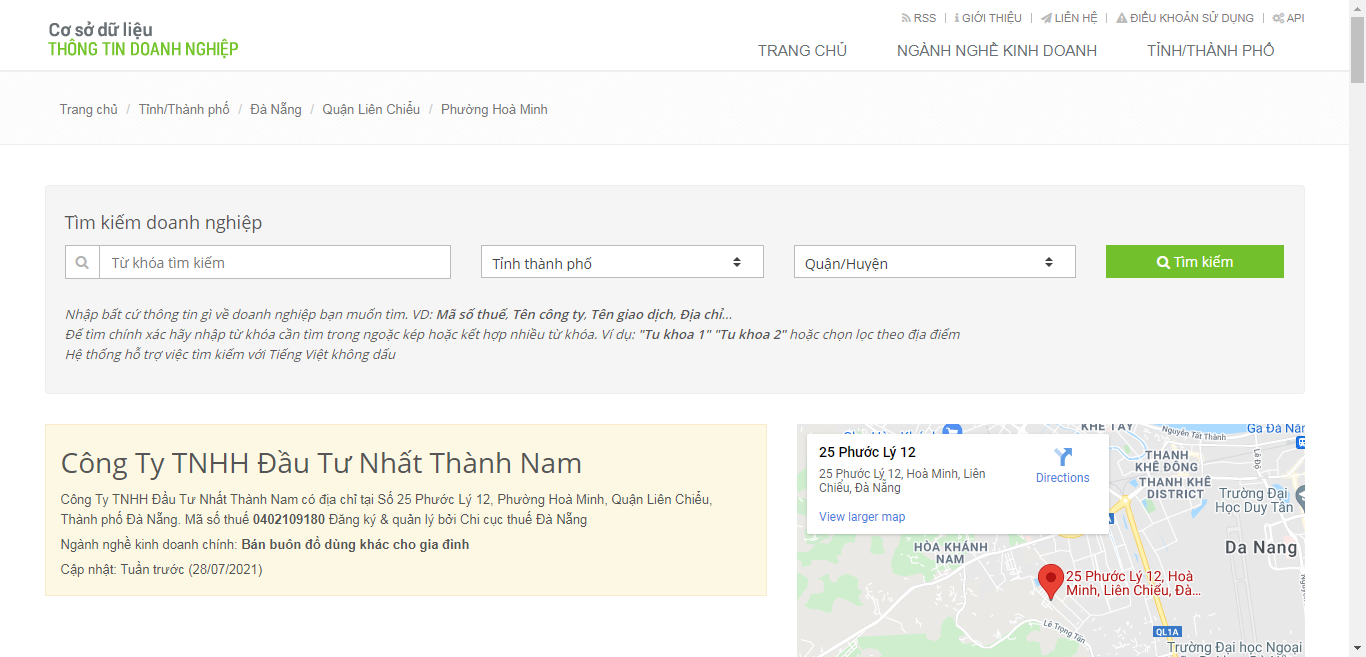 Cơ sở dữ liệu
THÔNG TIN DOANH NGHIỆP
RSS | GIỚI THIỆU | LIÊN HỆ | ĐIỀU KHOẢN SỬ DỤNG | API
TRANG CHỦ NGÀNH NGHỀ KINH DOANH TỈNH/THÀNH PHỐ
Trang chủ / Tỉnh/Thành phố / Đà Nẵng / Quận Liên Chiểu / Phường Hoà Minh
Tìm kiếm doanh nghiệp
Từ khóa tìm kiếm Tỉnh thành phố Quận/Huyện Tìm kiếm
Nhập bất cứ thông tin gì về doanh nghiệp bạn muốn tìm. VD: Mã số thuế, Tên công ty, Tên giao dịch, Địa chỉ...
Để tìm chính xác hãy nhập từ khóa cần tìm trong ngoặc kép hoặc kết hợp nhiều từ khóa. Ví dụ: "Tu khoa 1" "Tu khoa 2" hoặc chọn lọc theo địa điểm
Hệ thống hỗ trợ việc tìm kiếm với Tiếng Việt không dấu
Công Ty TNHH Đầu Tư Nhất Thành Nam
Công Ty TNHH Đầu Tư Nhất Thành Nam có địa chỉ tại Số 25 Phước Lý 12, Phường Hoà Minh, Quận Liên Chiểu,
Thành phố Đà Nẵng. Mã số thuế 0402109180 Đăng ký & quản lý bởi Chi cục thuế Đà Nẵng
Ngành nghề kinh doanh chính: Bán buôn đồ dùng khác cho gia đình
Cập nhật: Tuần trước (28/07/2021)
25 Phước Lý 12
25 Phước Lý 12, Hoà Minh, Liên
Chiểu, Đà Nẵng
Directions
View larger map
KHÊ TÂY
Nguyễn Tất Thành
Ga Đà Nẵn
THANH
KHÊ ĐÔNG
THANH KHÊ
DISTRICT
Lê Độ
Trường Đại
Học Duy Tân
HÒA KHÁNH
NAM
Da Nang
25 Phước Lý 12, Hoà
Minh, Liên Chiểu, Đà...
Lê Trọng Tấn
QL1A
Trường Đại học Ngoại